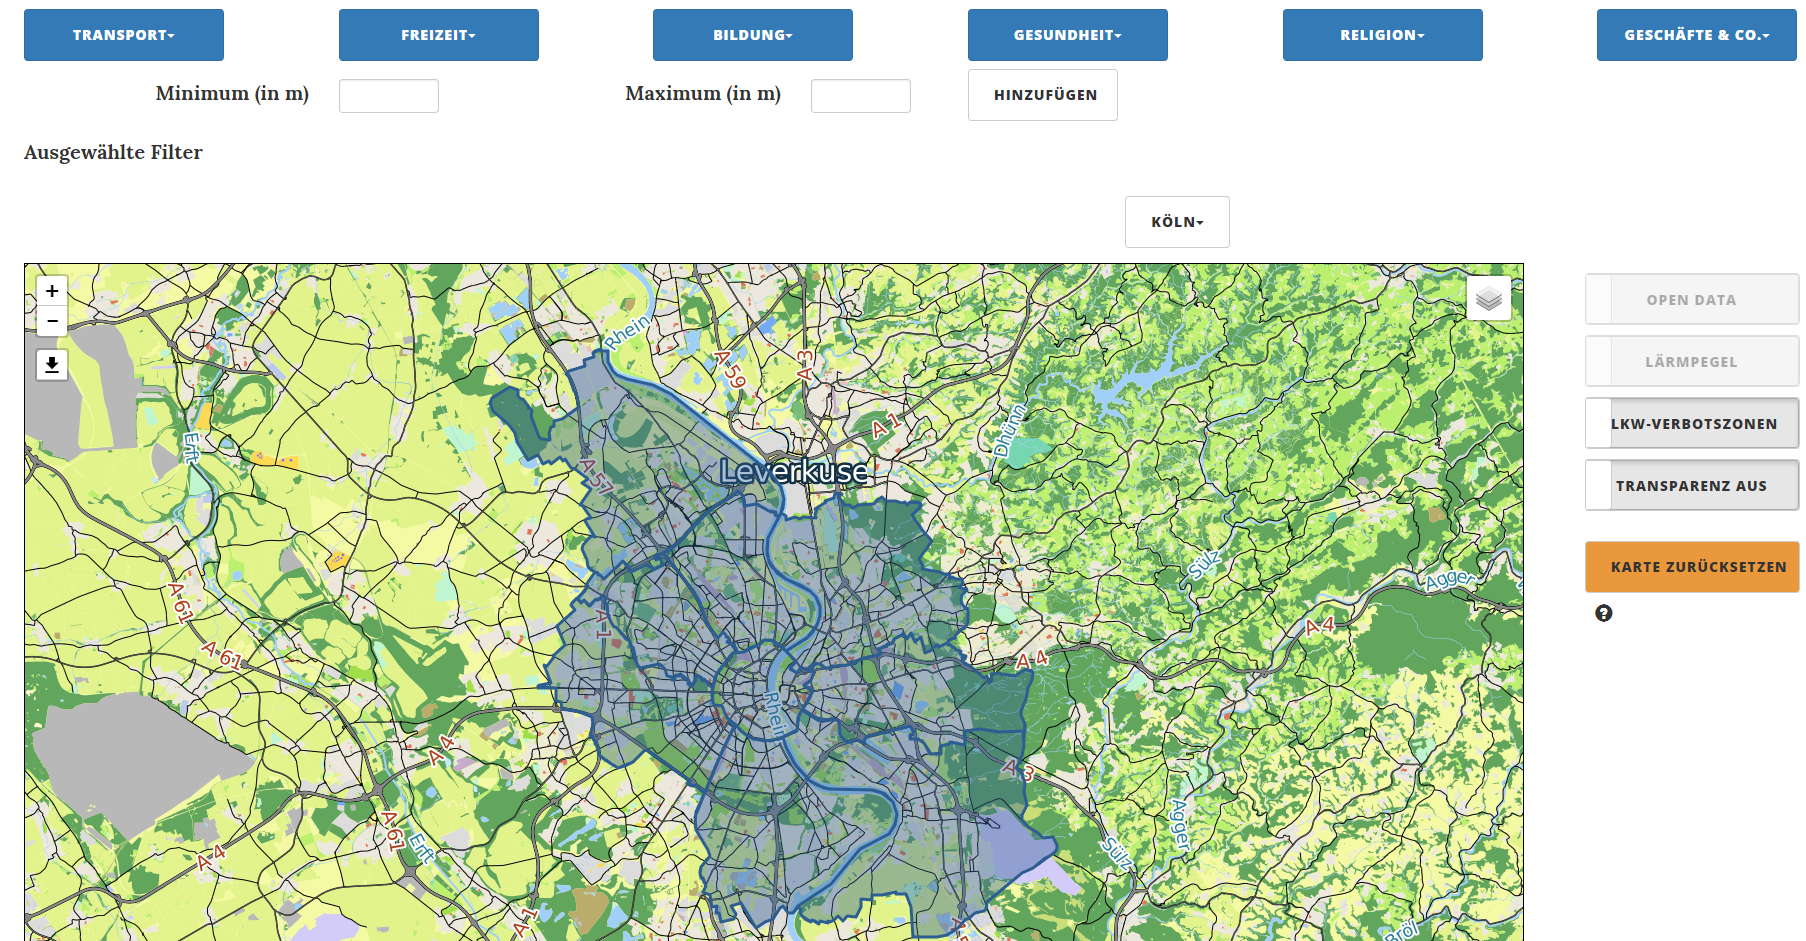 TRANSPORT
FREIZEIT
BILDUNG
GESUNDHEIT
RELIGION
GESCHÄFTE & CO.
Minimum (in m)
Maximum (in m)
HINZUFÜGEN
Ausgewählte Filter
KÖLN
+
−
OPEN DATA
LÄRMPEGEL
LKW-VERBOTSZONEN
TRANSPARENZ AUS
KARTE ZURÜCKSETZEN
?
Rhein
A 59
A 3
A 1
Dhünn
Erft
A 57
Leverkuse
Sülz
Agger
A 61
A 1
A 4
A 61
A 4
Rhein
A 4
A 3
A 61
Erft
A 4
Agger
Sülz
A 1
Bröl